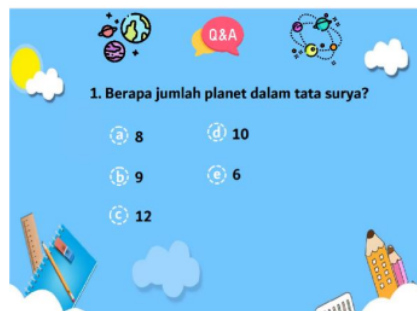 Q&A
1. Berapa jumlah planet dalam tata surya?
a 8
d 10
b 9
e 6
c 12